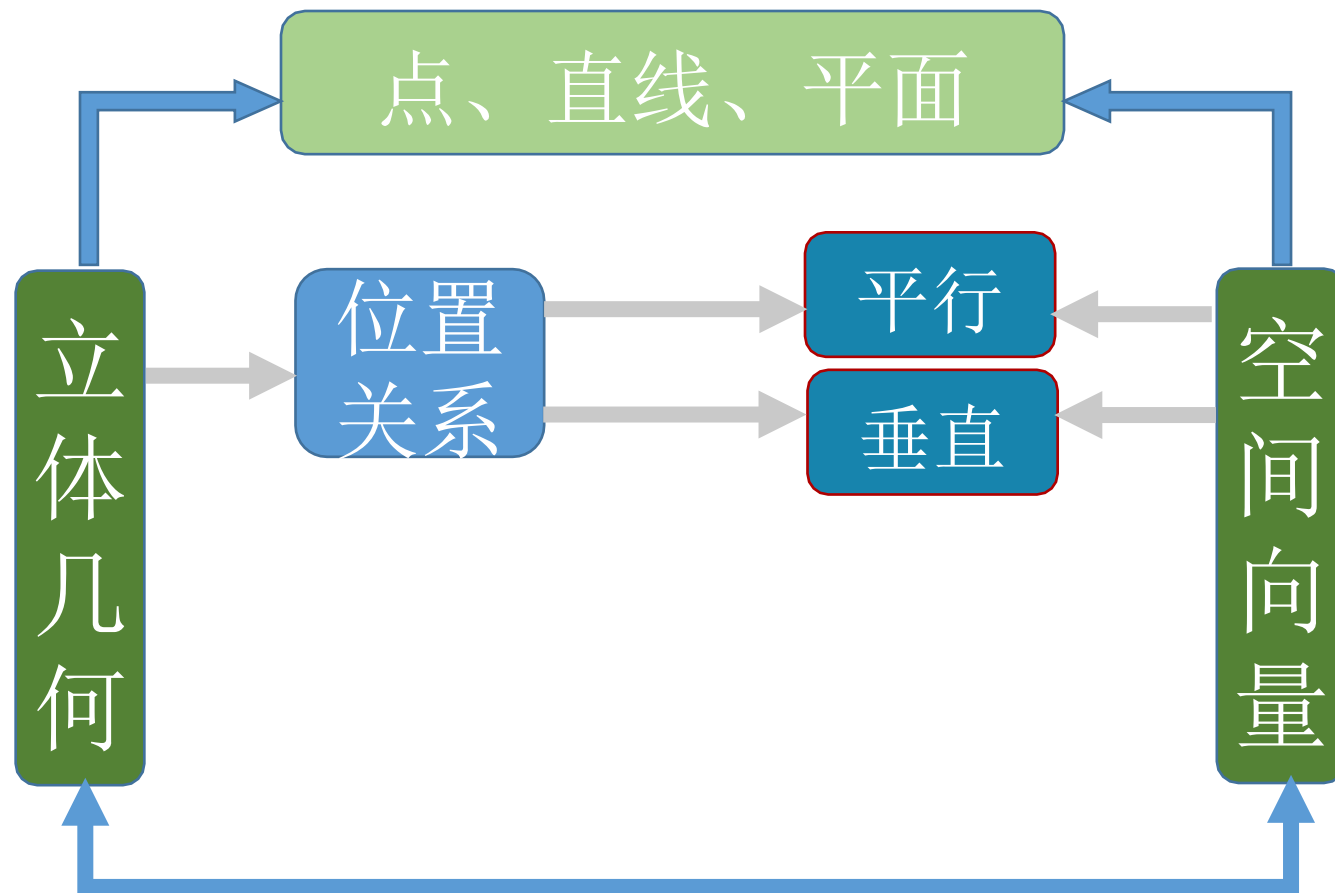 点、直线、平面
立体几何
位置
关系
平行
垂直
空间向量